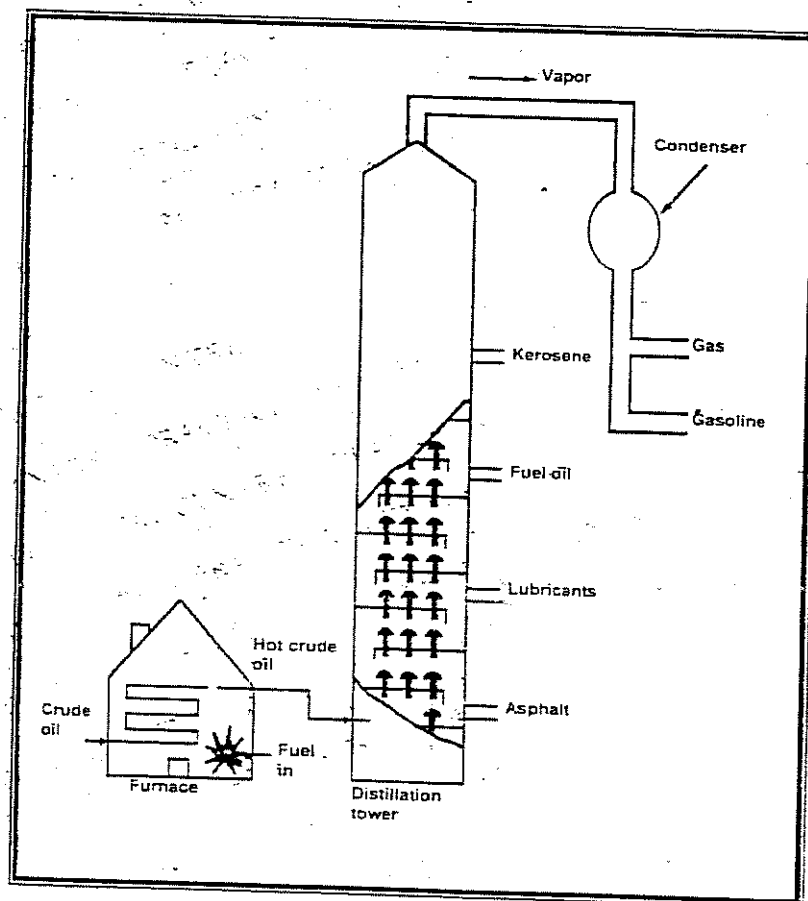 Vapor
Condenser
Gas
Kerosene
Gasoline
Fuel oil
Lubricants
Hot crude
oil
Asphalt
Crude
oil
Fuel
in
Furnace
Distillation
tower